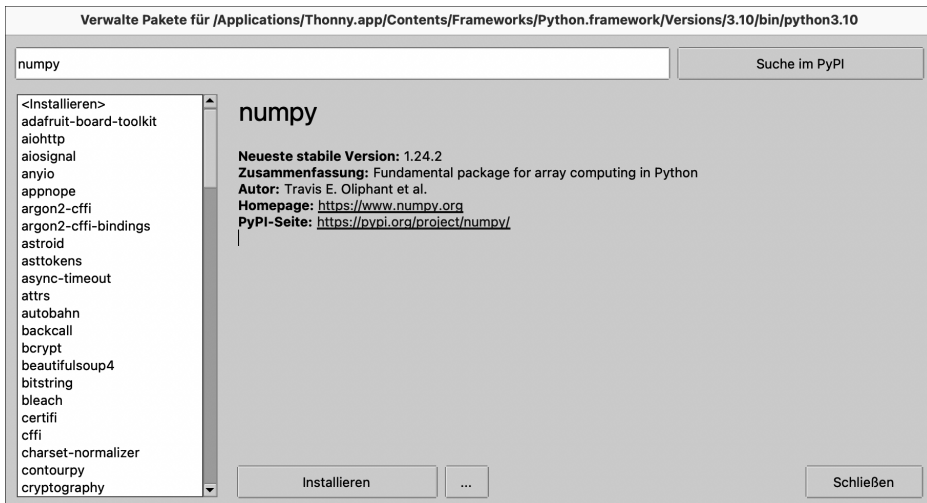 Verwalte Pakete für /Applications/Thonny.app/Contents/Frameworks/Python.framework/Versions/3.10/bin/python3.10
numpy
Suche im PyPI
<Installieren>
adafruit-board-toolkit
aiohttp
aiosignal
anyio
appnope
argon2-cffi
argon2-cffi-bindings
astroid
asttokens
async-timeout
attrs
autobahn
backcall
bcrypt
beautifulsoup4
bitstring
bleach
certifi
cffi
charset-normalizer
contourpy
cryptography
numpy
Neueste stabile Version: 1.24.2
Zusammenfassung: Fundamental package for array computing in Python
Autor: Travis E. Oliphant et al.
Homepage: https://www.numpy.org
PyPI-Seite: https://pypi.org/project/numpy/
Installieren
...
Schließen